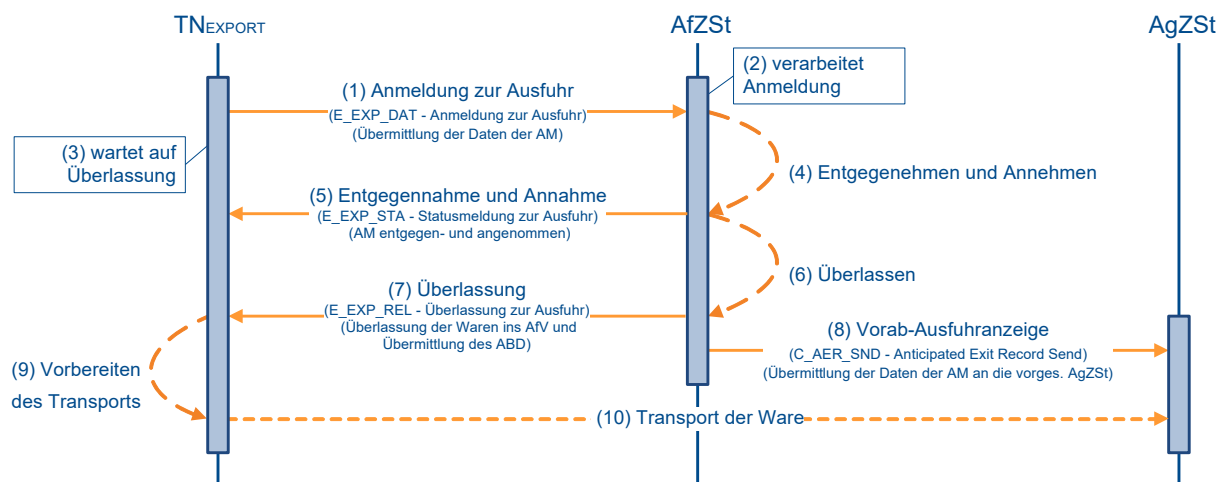 TNEXPORT
AfZSt
AgZSt
(2) verarbeitet
Anmeldung
(1) Anmeldung zur Ausfuhr
(E_EXP_DAT - Anmeldung zur Ausfuhr)
(Übermittlung der Daten der AM)
(3) wartet auf
Überlassung
(4) Entgegenehmen und Annehmen
(5) Entgegennahme und Annahme
(E_EXP_STA - Statusmeldung zur Ausfuhr)
(AM entgegen- und angenommen)
(6) Überlassen
(7) Überlassung
(E_EXP_REL - Überlassung zur Ausfuhr)
(Überlassung der Waren ins AfV und
Übermittlung des ABD)
(8) Vorab-Ausfuhranzeige
(C_AER_SND - Anticipated Exit Record Send)
(Übermittlung der Daten der AM an die vorges. AgZSt)
(9) Vorbereiten
des Transports
(10) Transport der Ware